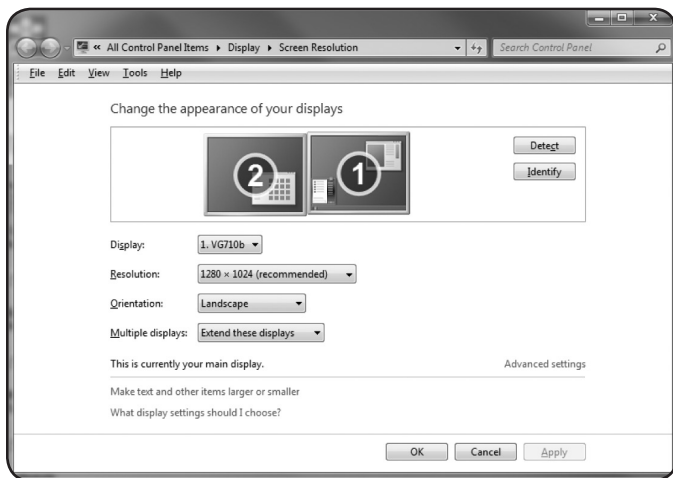 « All Control Panel Items ▸ Display ▸ Screen Resolution Search Control Panel
File Edit View Tools Help
Change the appearance of your displays
2 1
Detect
Identify
Display: 1. VG710b
Resolution: 1280 × 1024 (recommended)
Orientation: Landscape
Multiple displays: Extend these displays
This is currently your main display. Advanced settings
Make text and other items larger or smaller
What display settings should I choose?
OK Cancel Apply